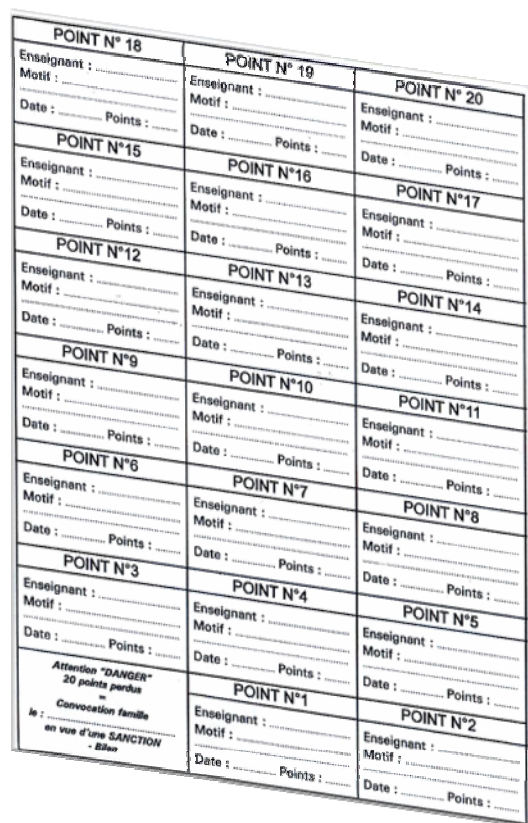 POINT N° 18
Enseignant : ....................
Motif : ....................
....................
Date : ............ Points : ......
POINT N° 19
Enseignant : ....................
Motif : ....................
....................
Date : ............ Points : ......
POINT N° 20
Enseignant : ....................
Motif : ....................
....................
Date : ............ Points : ......
POINT N°15
Enseignant : ....................
Motif : ....................
....................
Date : ............ Points : ......
POINT N°16
Enseignant : ....................
Motif : ....................
....................
Date : ............ Points : ......
POINT N°17
Enseignant : ....................
Motif : ....................
....................
Date : ............ Points : ......
POINT N°12
Enseignant : ....................
Motif : ....................
....................
Date : ............ Points : ......
POINT N°13
Enseignant : ....................
Motif : ....................
....................
Date : ............ Points : ......
POINT N°14
Enseignant : ....................
Motif : ....................
....................
Date : ............ Points : ......
POINT N°9
Enseignant : ....................
Motif : ....................
....................
Date : ............ Points : ......
POINT N°10
Enseignant : ....................
Motif : ....................
....................
Date : ............ Points : ......
POINT N°11
Enseignant : ....................
Motif : ....................
....................
Date : ............ Points : ......
POINT N°6
Enseignant : ....................
Motif : ....................
....................
Date : ............ Points : ......
POINT N°7
Enseignant : ....................
Motif : ....................
....................
Date : ............ Points : ......
POINT N°8
Enseignant : ....................
Motif : ....................
....................
Date : ............ Points : ......
POINT N°3
Enseignant : ....................
Motif : ....................
....................
Date : ............ Points : ......
POINT N°4
Enseignant : ....................
Motif : ....................
....................
Date : ............ Points : ......
POINT N°5
Enseignant : ....................
Motif : ....................
....................
Date : ............ Points : ......
Attention "DANGER"
20 points perdus
=
Convocation famille
le : ....................
en vue d'une SANCTION
- Bilan
POINT N°1
Enseignant : ....................
Motif : ....................
....................
Date : ............ Points : ......
POINT N°2
Enseignant : ....................
Motif : ....................
....................
Date : ............ Points : ......